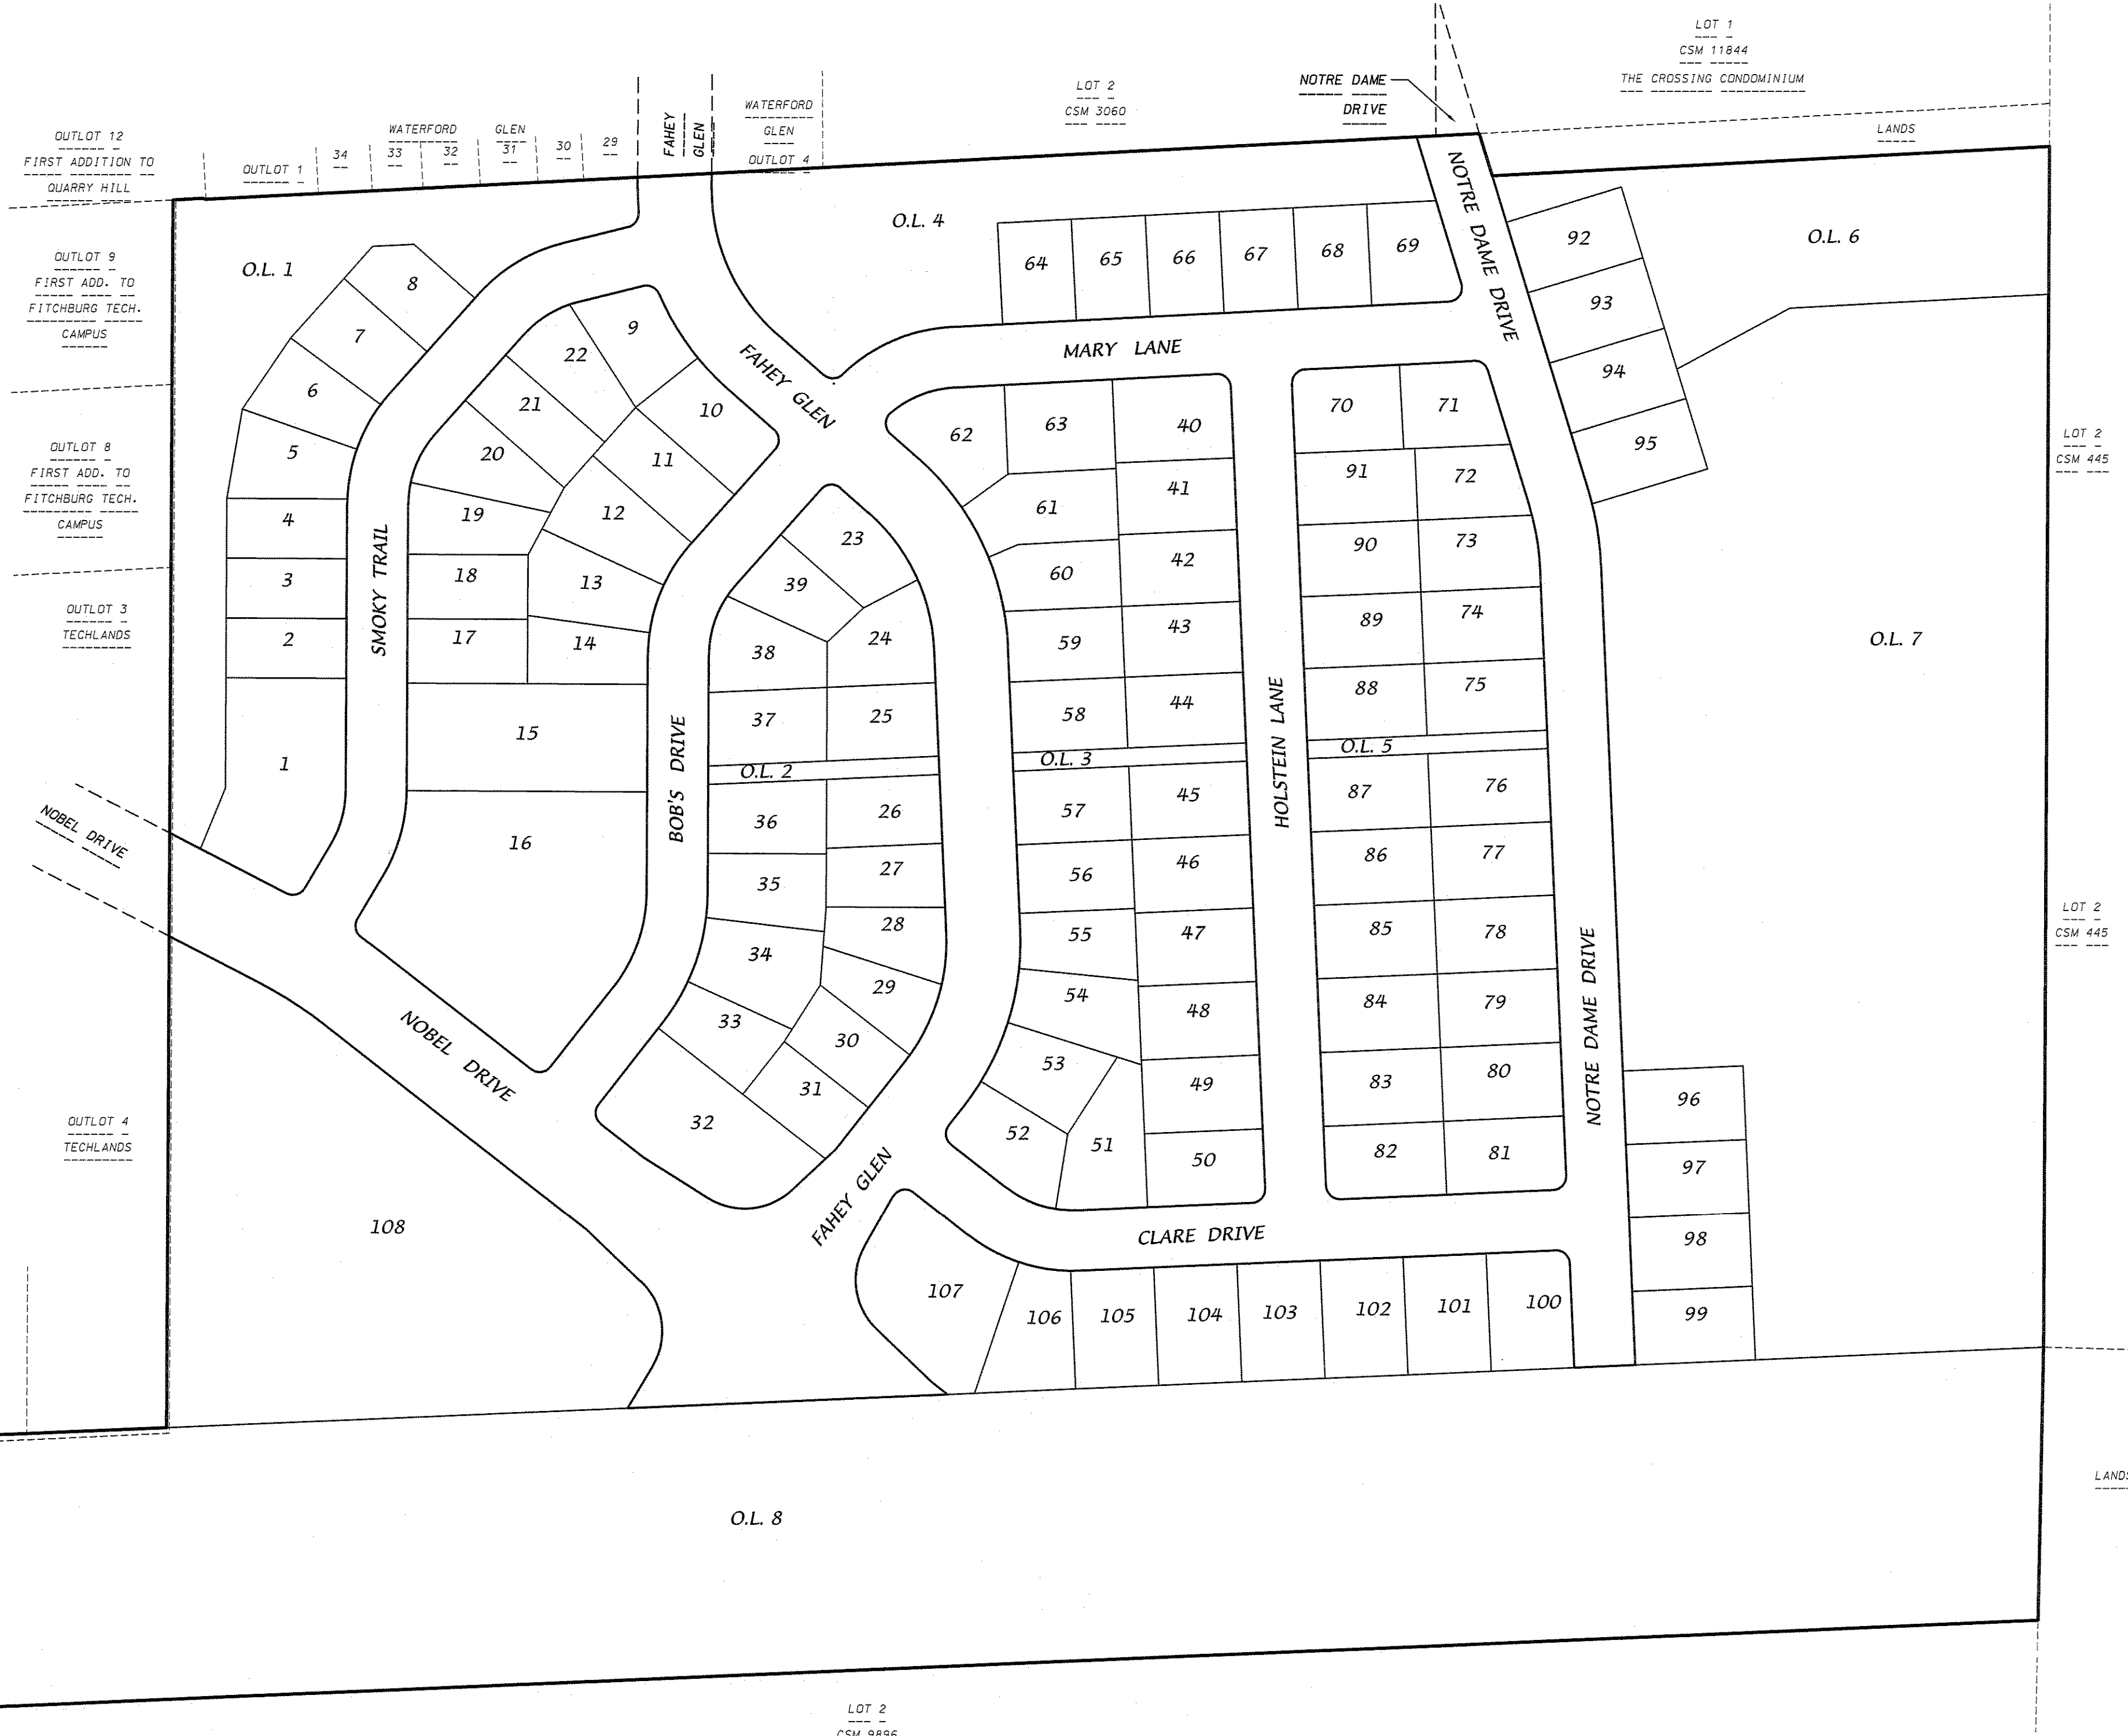 LOT 1
CSM 11844
THE CROSSING CONDOMINIUM
NOTRE DAME
DRIVE
LOT 2
CSM 3060
WATERFORD
GLEN
OUTLOT 4
FAHEY
GLEN
WATERFORD GLEN
34
33
32
31
30
29
OUTLOT 1
OUTLOT 12
FIRST ADDITION TO
QUARRY HILL
LANDS
OUTLOT 9
FIRST ADD. TO
FITCHBURG TECH.
CAMPUS
OUTLOT 8
FIRST ADD. TO
FITCHBURG TECH.
CAMPUS
OUTLOT 3
TECHLANDS
NOBEL DRIVE
OUTLOT 4
TECHLANDS
LOT 2
CSM 445
LOT 2
CSM 445
O.L. 1
8
7
6
5
4
3
2
1
SMOKY TRAIL
9
22
10
21
11
20
12
19
13
18
14
17
15
16
FAHEY GLEN
BOB'S DRIVE
NOBEL DRIVE
23
39
24
38
25
37
O.L. 2
26
36
27
35
28
34
29
33
30
31
32
FAHEY GLEN
108
O.L. 4
64
65
66
67
68
69
NOTRE DAME DRIVE
MARY LANE
62
63
40
61
41
60
42
59
43
58
44
O.L. 3
57
45
56
46
55
47
54
48
53
49
52
51
50
HOLSTEIN LANE
70
71
91
72
90
73
89
74
88
75
O.L. 5
87
76
86
77
85
78
84
79
83
80
82
81
NOTRE DAME DRIVE
92
93
94
95
O.L. 6
O.L. 7
96
97
98
99
CLARE DRIVE
107
106
105
104
103
102
101
100
O.L. 8
LOT 2
CSM 9896